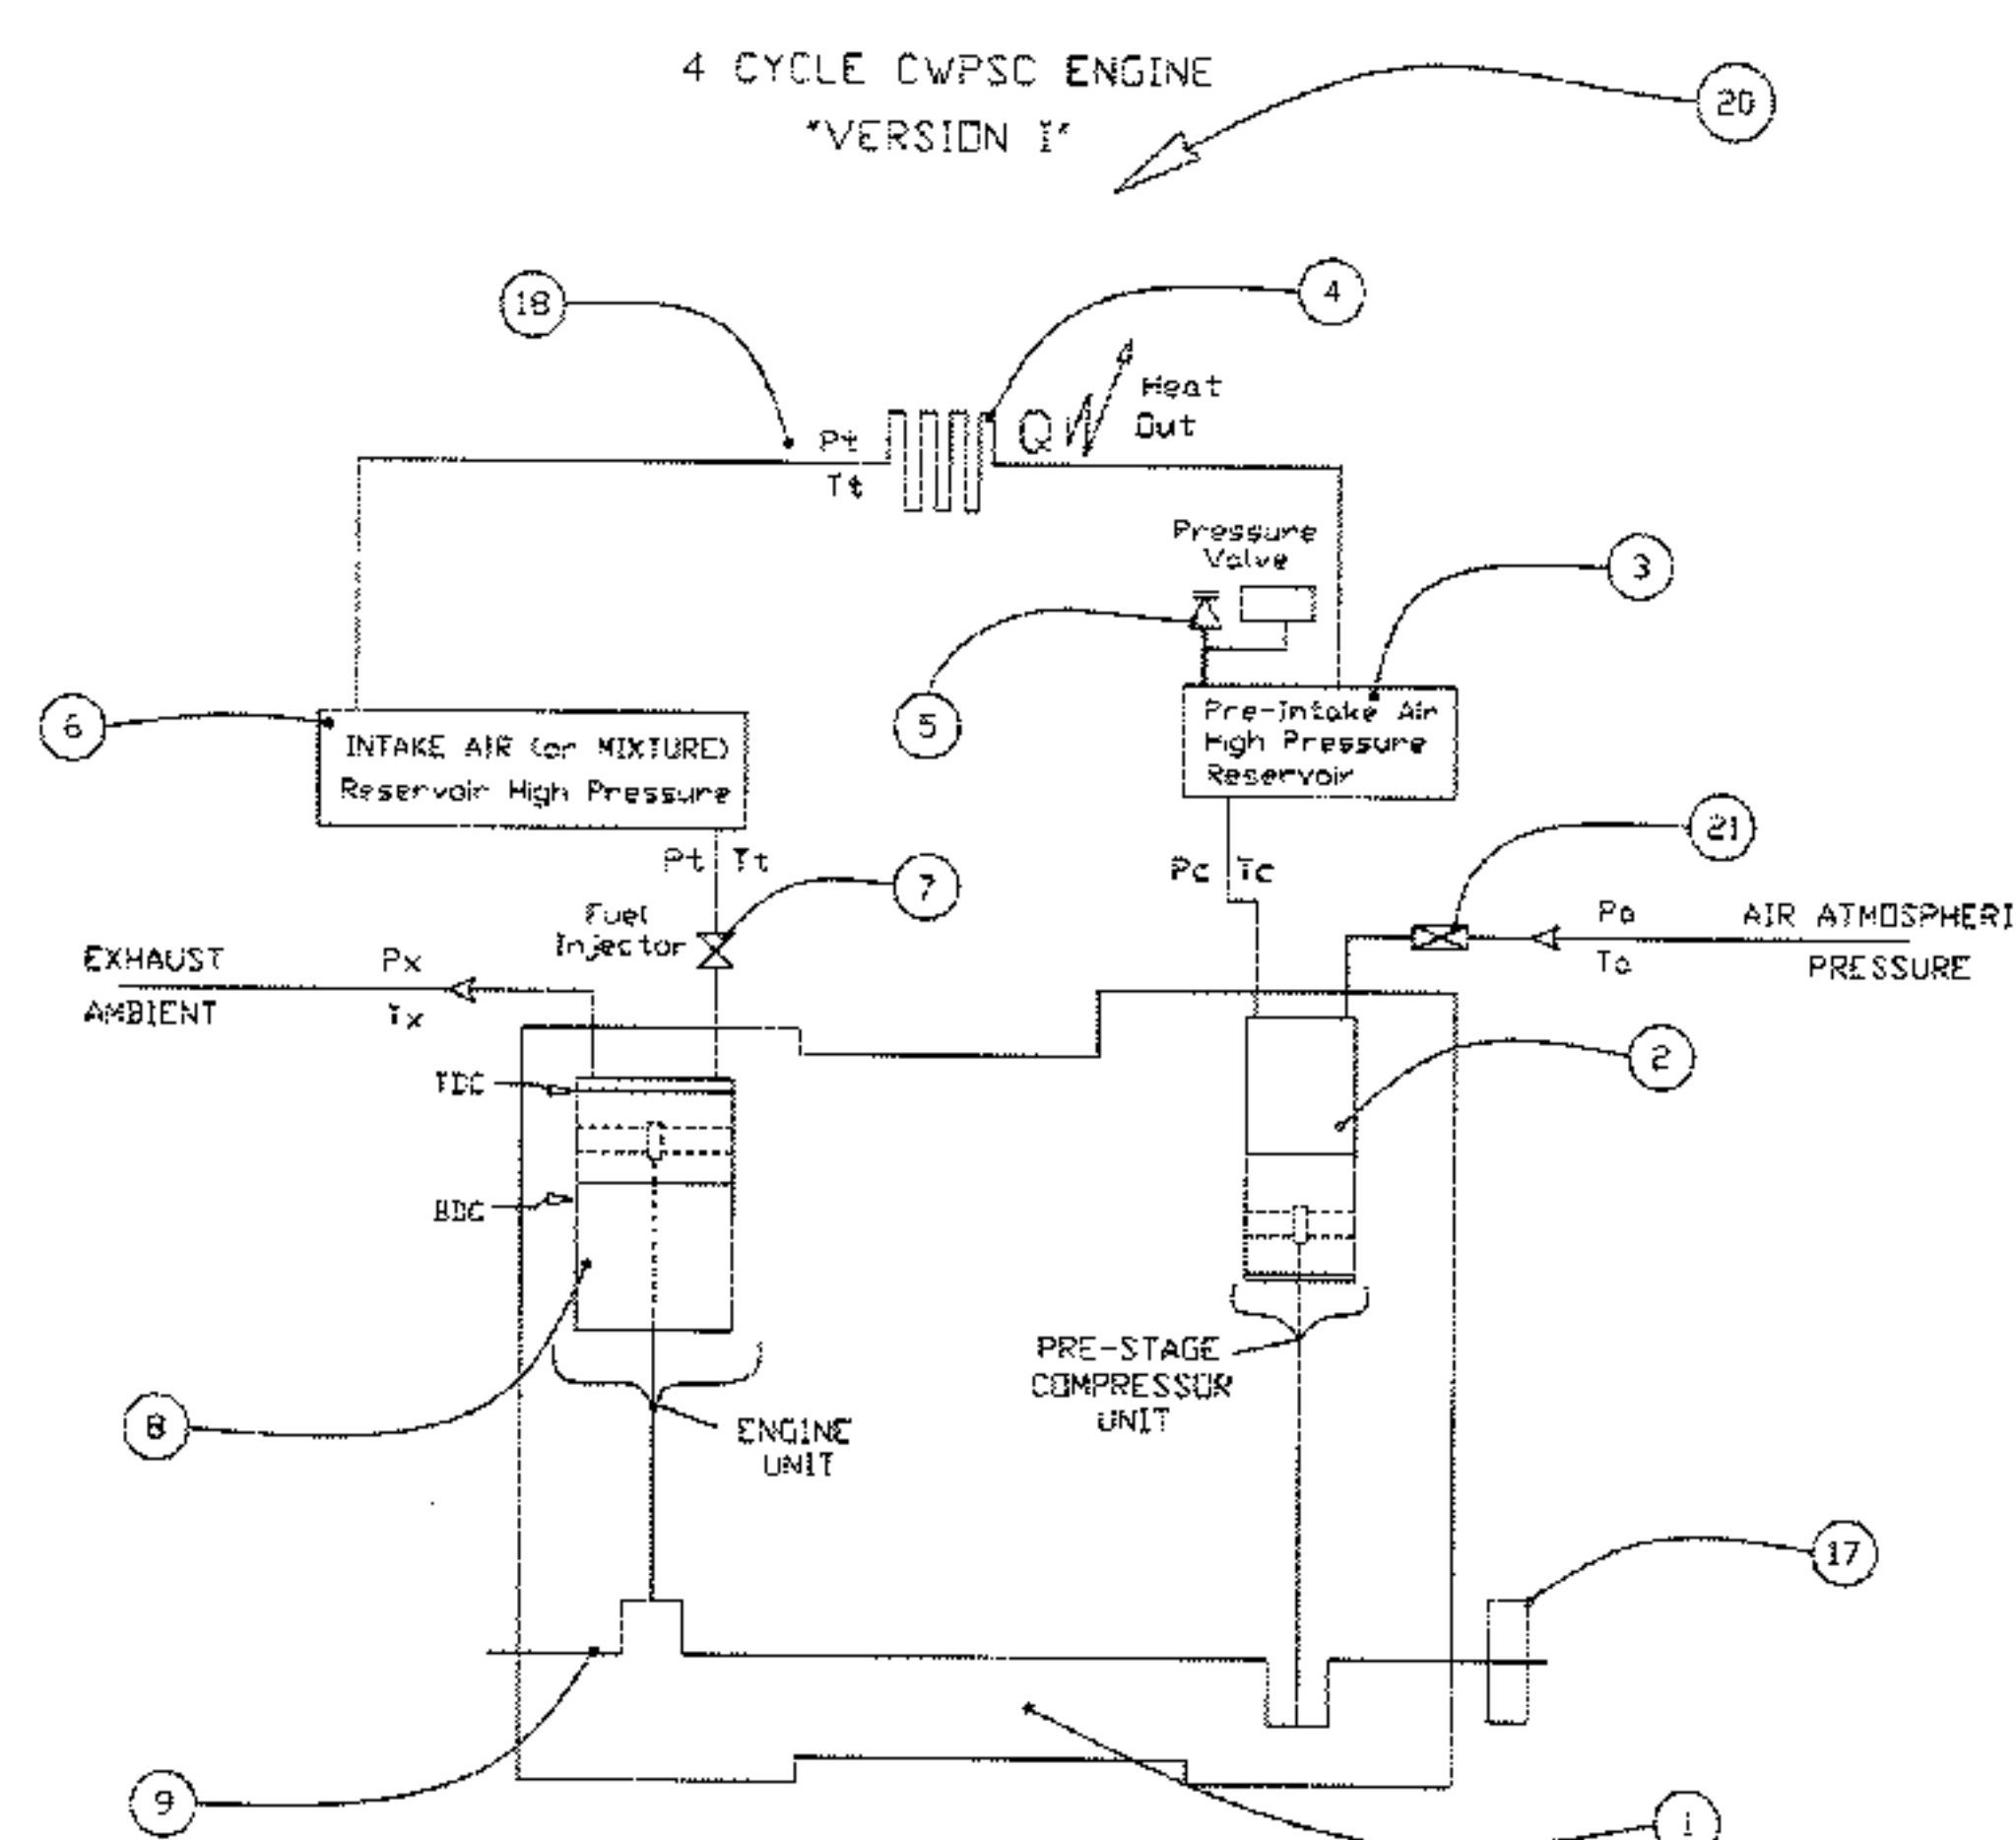 4 CYCLE CWPSC ENGINE
"VERSION I"
20
18
4
Q
Heat
Out
Pt
Tt
Pressure
Valve
3
5
6
INTAKE AIR (or MIXTURE)
Reservoir High Pressure
Pre-Intake Air
High Pressure
Reservoir
21
Pt Tt
7
Pc Tc
Fuel
Injector
Pa
Ta
AIR ATMOSPHERI
PRESSURE
EXHAUST
AMBIENT
Px
Tx
2
TDC
BDC
PRE-STAGE
COMPRESSOR
UNIT
8
ENGINE
UNIT
17
9
1